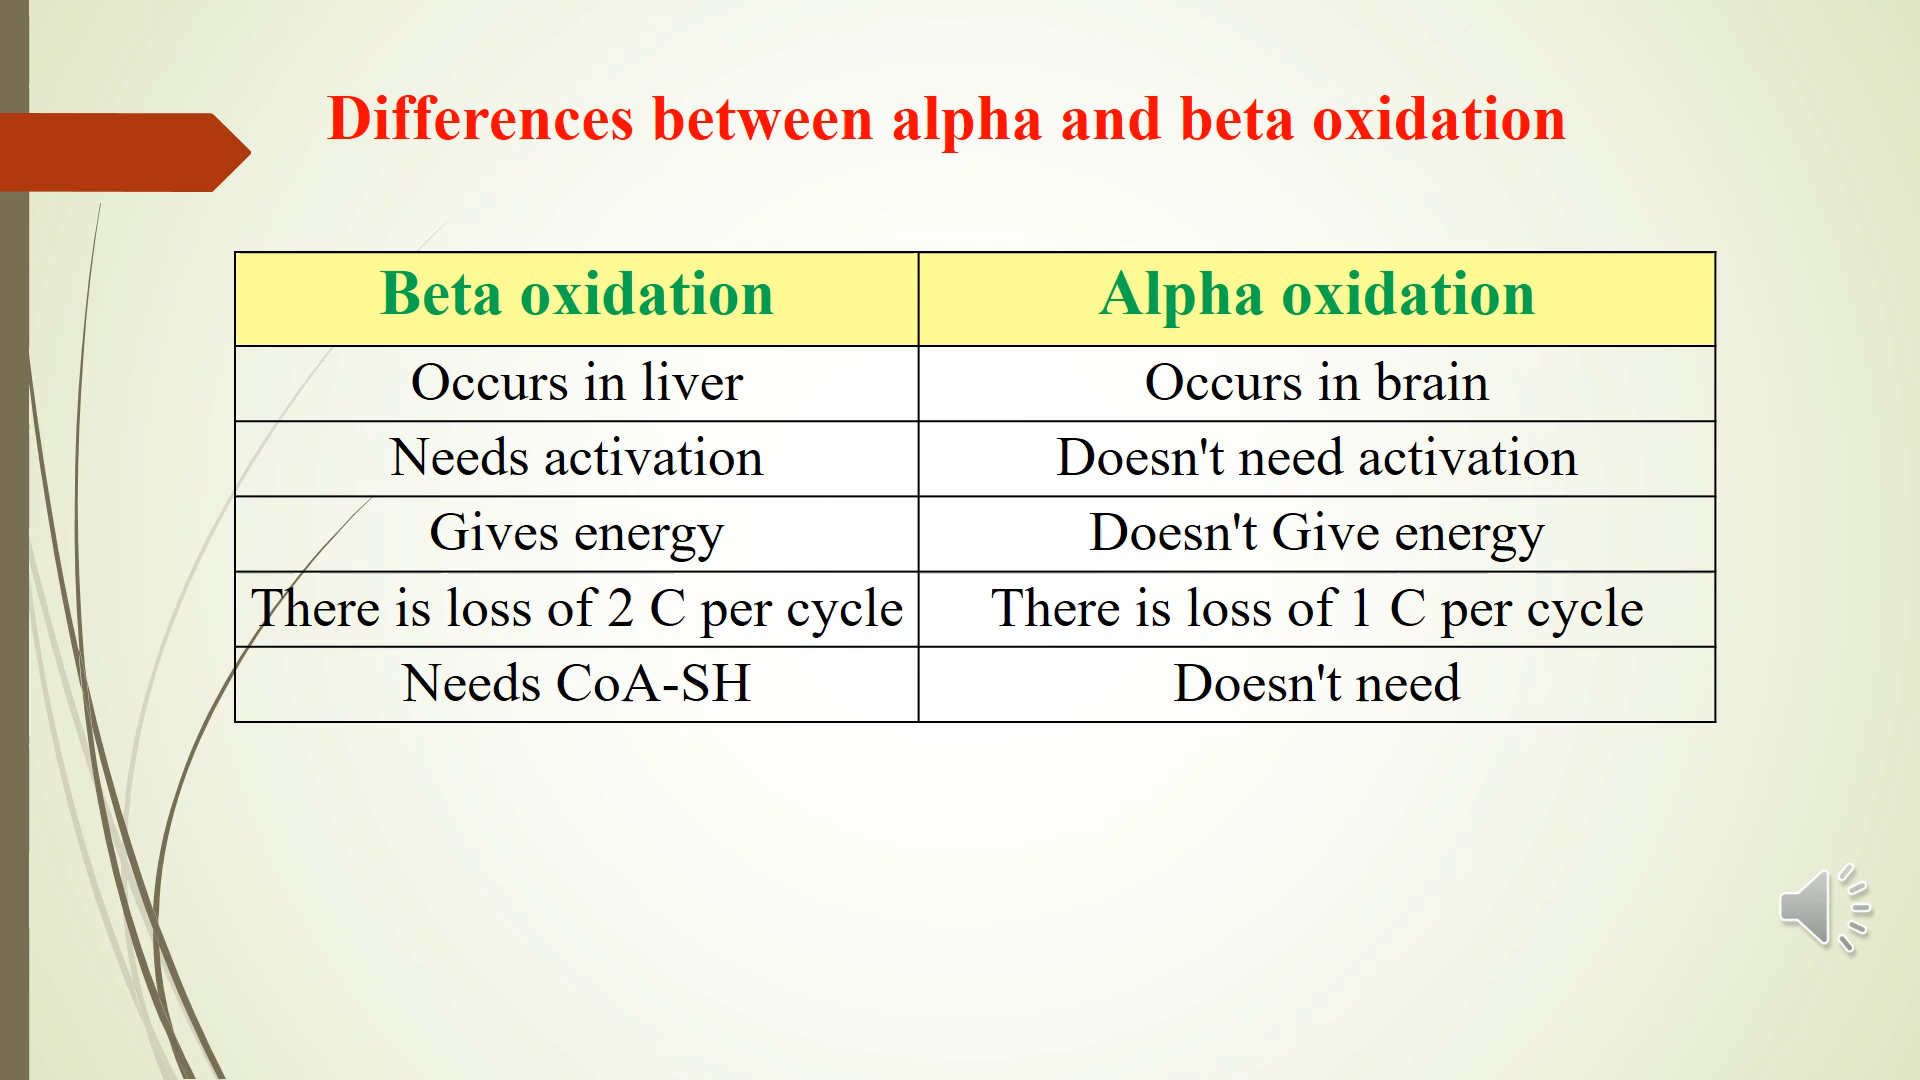 Differences between alpha and beta oxidation
Beta oxidation Alpha oxidation
Occurs in liver Occurs in brain
Needs activation Doesn't need activation
Gives energy Doesn't Give energy
There is loss of 2 C per cycle There is loss of 1 C per cycle
Needs CoA-SH Doesn't need